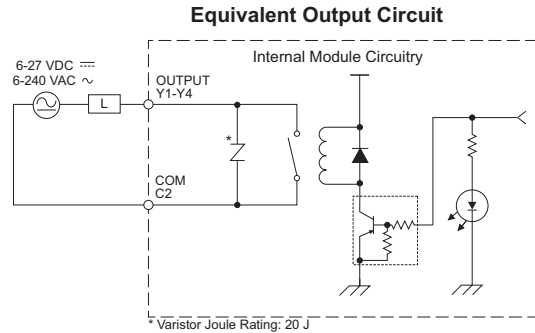 Equivalent Output Circuit
Internal Module Circuitry
6-27 VDC ⎓
6-240 VAC ∿
L
OUTPUT
Y1-Y4
*
COM
C2
* Varistor Joule Rating: 20 J